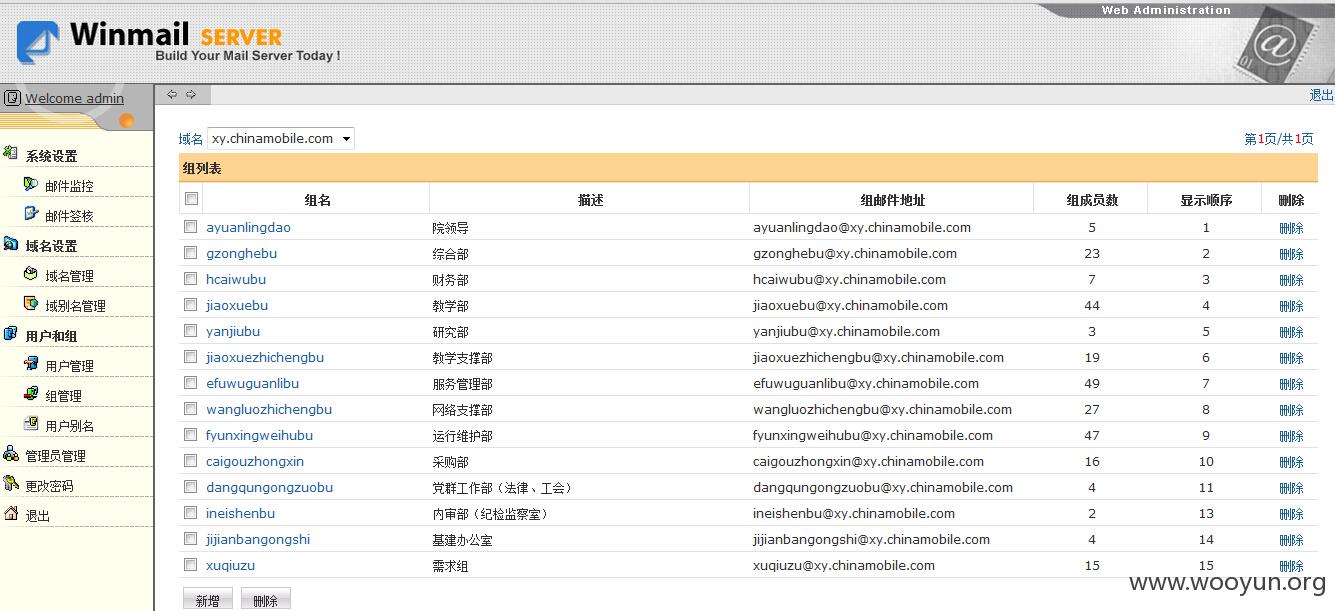 Web Administration
Winmail SERVER
Build Your Mail Server Today !
Welcome admin
退出
系统设置
邮件监控
邮件签核
域名设置
域名管理
域别名管理
用户和组
用户管理
组管理
用户别名
管理员管理
更改密码
退出
域名 xy.chinamobile.com 第1页/共1页
组列表
组名 描述 组邮件地址 组成员数 显示顺序 删除
ayuanlingdao 院领导 ayuanlingdao@xy.chinamobile.com 5 1 删除
gzonghebu 综合部 gzonghebu@xy.chinamobile.com 23 2 删除
hcaiwubu 财务部 hcaiwubu@xy.chinamobile.com 7 3 删除
jiaoxuebu 教学部 jiaoxuebu@xy.chinamobile.com 44 4 删除
yanjiubu 研究部 yanjiubu@xy.chinamobile.com 3 5 删除
jiaoxuezhichengbu 教学支撑部 jiaoxuezhichengbu@xy.chinamobile.com 19 6 删除
efuwuguanlibu 服务管理部 efuwuguanlibu@xy.chinamobile.com 49 7 删除
wangluozhichengbu 网络支撑部 wangluozhichengbu@xy.chinamobile.com 27 8 删除
fyunxingweihubu 运行维护部 fyunxingweihubu@xy.chinamobile.com 47 9 删除
caigouzhongxin 采购部 caigouzhongxin@xy.chinamobile.com 16 10 删除
dangqungongzuobu 党群工作部（法律、工会） dangqungongzuobu@xy.chinamobile.com 4 11 删除
ineishenbu 内审部（纪检监察室） ineishenbu@xy.chinamobile.com 2 13 删除
jijianbangongshi 基建办公室 jijianbangongshi@xy.chinamobile.com 4 14 删除
xuqiuzu 需求组 xuqiuzu@xy.chinamobile.com 15 15 删除
新增 删除
www.wooyun.org